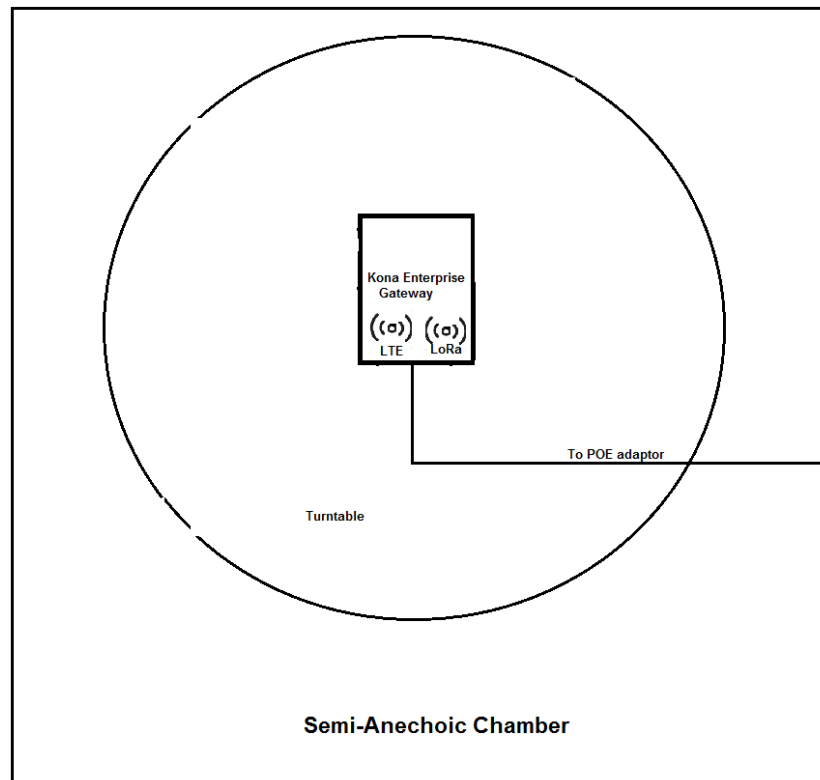 Kona Enterprise
Gateway
LTE
LoRa
To POE adaptor
Turntable
Semi-Anechoic Chamber